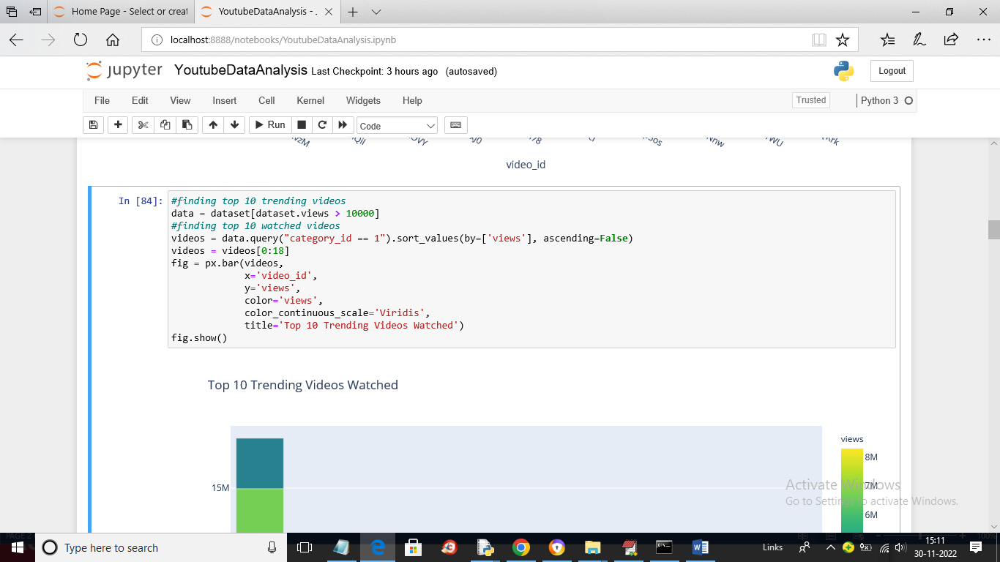 Home Page - Select or creat
YoutubeDataAnalysis - .
localhost:8888/notebooks/YoutubeDataAnalysis.ipynb
jupyter YoutubeDataAnalysis Last Checkpoint: 3 hours ago (autosaved)
Logout
File Edit View Insert Cell Kernel Widgets Help
Trusted
Python 3
Run
Code
video_id
In [84]:
#finding top 10 trending videos
data = dataset[dataset.views > 10000]
#finding top 10 watched videos
videos = data.query("category_id == 1").sort_values(by=['views'], ascending=False)
videos = videos[0:18]
fig = px.bar(videos,
x='video_id',
y='views',
color='views',
color_continuous_scale='Viridis',
title='Top 10 Trending Videos Watched')
fig.show()
Top 10 Trending Videos Watched
views
8M
15M
7M
6M
Activate Windows
Go to Settings to activate Windows.
Type here to search
Links
15:11
30-11-2022